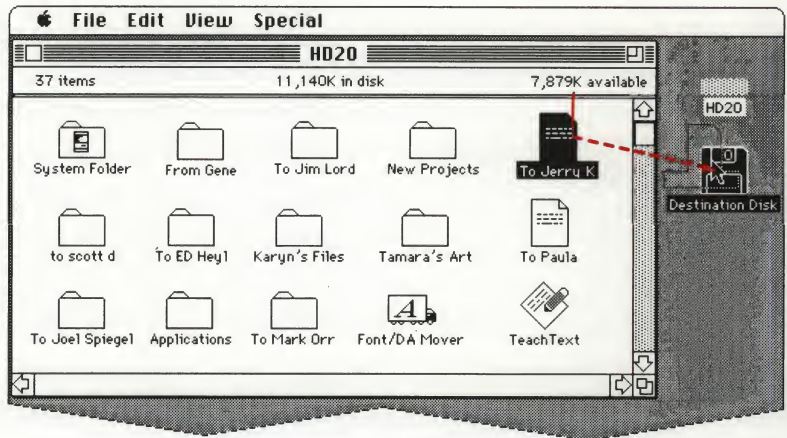 File Edit View Special
HD20
37 items 11,140K in disk 7,879K available
HD20
System Folder From Gene To Jim Lord New Projects To Jerry K
Destination Disk
to scott d To ED Heyl Karyn's Files Tamara's Art To Paula
To Joel Spiegel Applications To Mark Orr Font/DA Mover TeachText